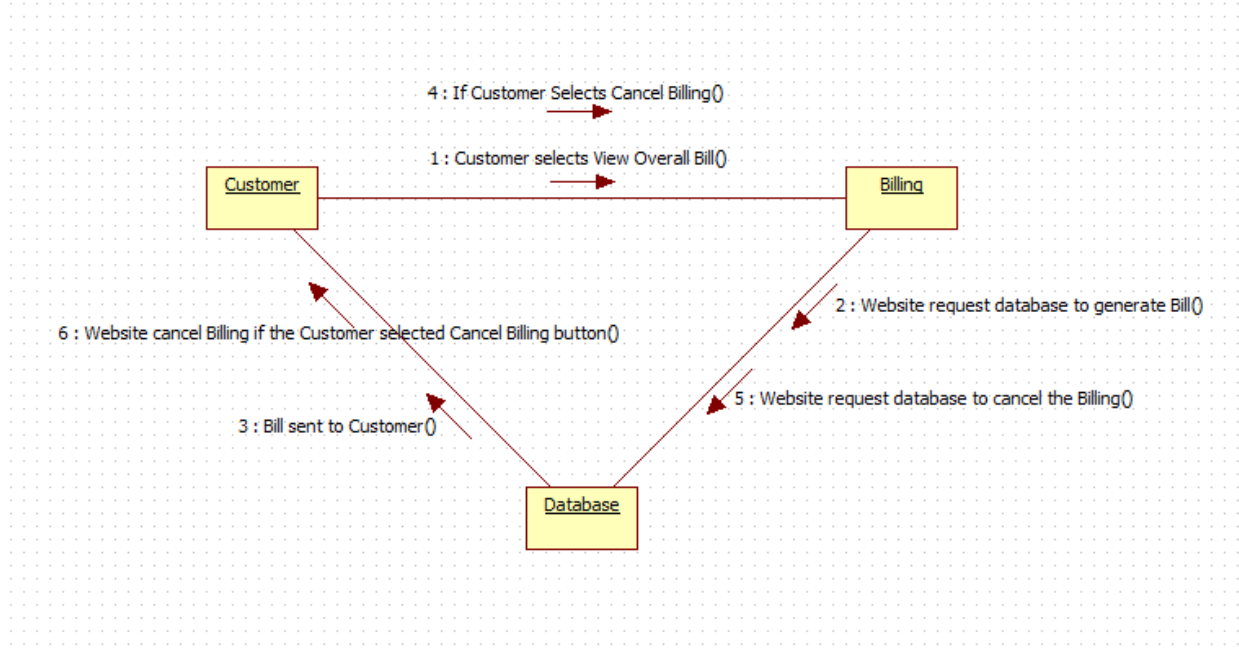 4 : If Customer Selects Cancel Billing()
1 : Customer selects View Overall Bill()
Customer
Billing
2 : Website request database to generate Bill()
6 : Website cancel Billing if the Customer selected Cancel Billing button()
5 : Website request database to cancel the Billing()
3 : Bill sent to Customer()
Database